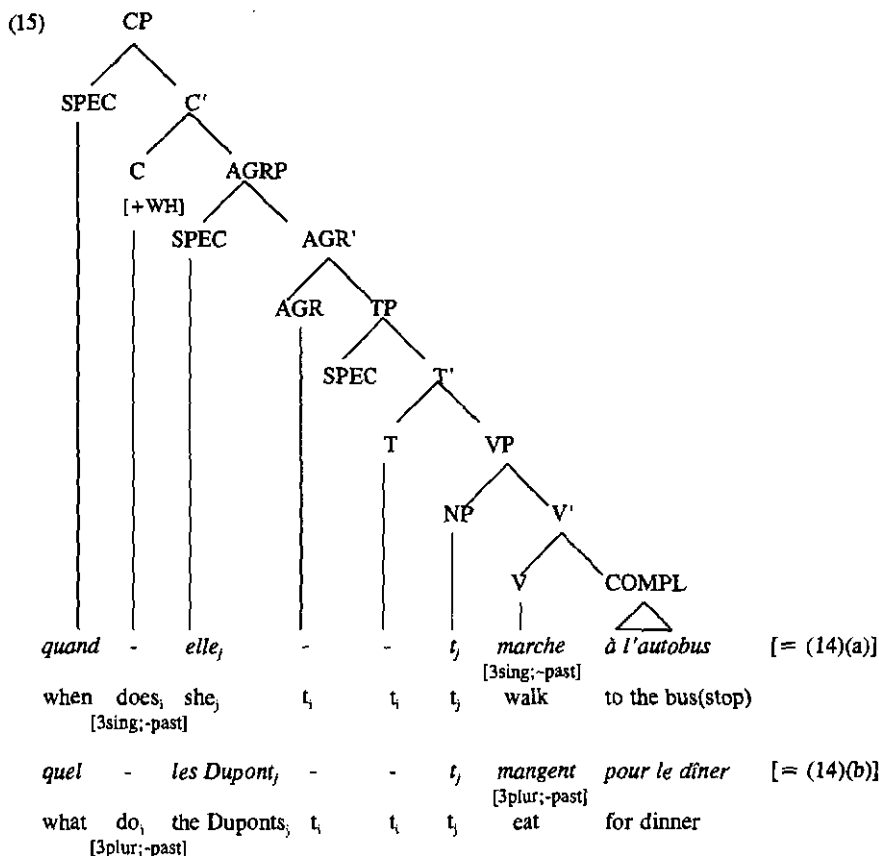 (15) CP
SPEC C'
C AGRP
[+WH]
SPEC AGR'
AGR TP
SPEC T'
T VP
NP V'
V COMPL
quand - elle_j - - t_j marche à l'autobus [= (14)(a)]
[3sing;-past]
when does_i she_j t_i t_i t_j walk to the bus(stop)
[3sing;-past]
quel - les Dupont_j - - t_j mangent pour le dîner [= (14)(b)]
[3plur;-past]
what do_i the Duponts_j t_i t_i t_j eat for dinner
[3plur;-past]